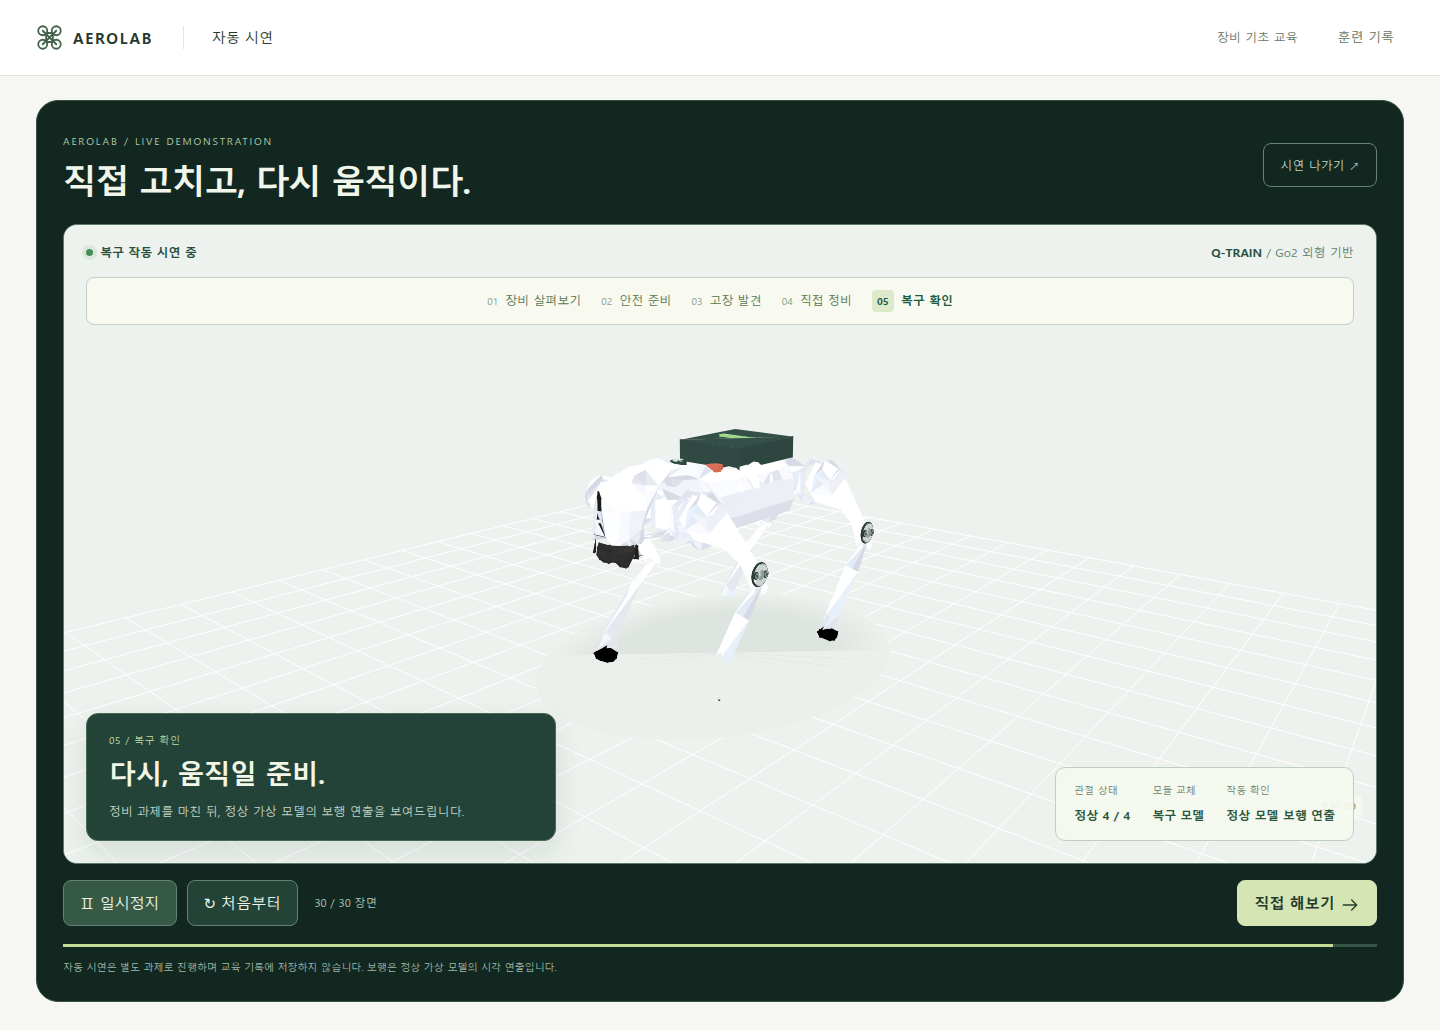 AEROLAB
자동 시연
장비 기초 교육
훈련 기록
AEROLAB / LIVE DEMONSTRATION
직접 고치고, 다시 움직이다.
시연 나가기 ↗
복구 작동 시연 중
Q-TRAIN / Go2 외형 기반
01 장비 살펴보기 02 안전 준비 03 고장 발견 04 직접 정비 05 복구 확인
05 / 복구 확인
다시, 움직일 준비.
정비 과제를 마친 뒤, 정상 가상 모델의 보행 연출을 보여드립니다.
관절 상태 모듈 교체 작동 확인
정상 4 / 4 복구 모델 정상 모델 보행 연출
일시정지
↻ 처음부터
30 / 30 장면
직접 해보기 →
자동 시연은 별도 과제로 진행하며 교육 기록에 저장하지 않습니다. 보행은 정상 가상 모델의 시각 연출입니다.